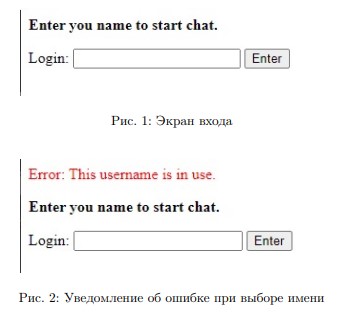 Enter you name to start chat.
Login: Enter
Рис. 1: Экран входа
Error: This username is in use.
Enter you name to start chat.
Login: Enter
Рис. 2: Уведомление об ошибке при выборе имени